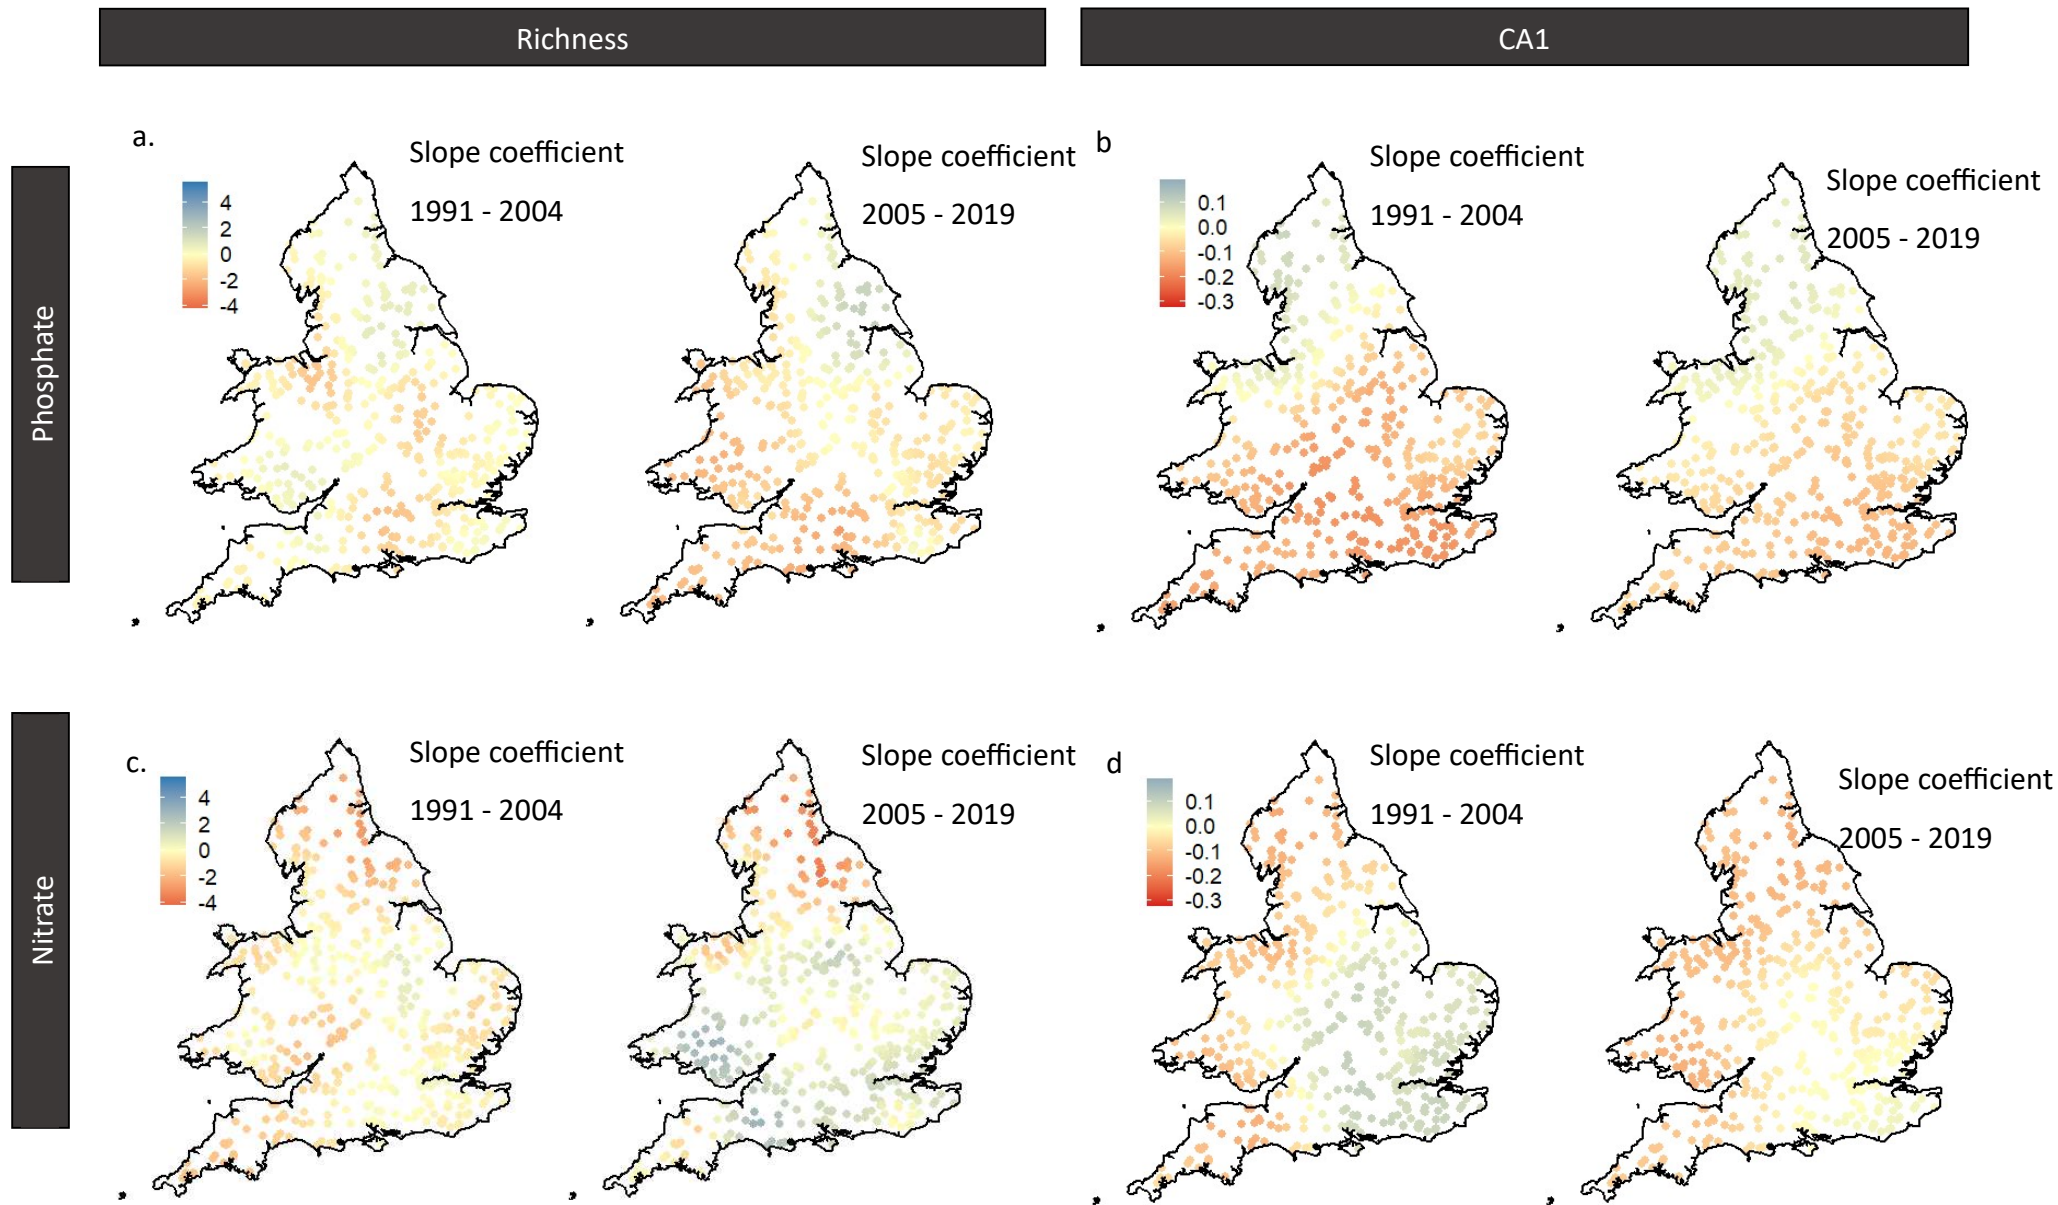 Richness
CA1
Phosphate
a.
Slope coefficient
1991 - 2004
4
2
0
-2
-4
Slope coefficient
2005 - 2019
b
Slope coefficient
1991 - 2004
0.1
0.0
-0.1
-0.2
-0.3
Slope coefficient
2005 - 2019
Nitrate
c.
Slope coefficient
1991 - 2004
4
2
0
-2
-4
Slope coefficient
2005 - 2019
d
Slope coefficient
1991 - 2004
0.1
0.0
-0.1
-0.2
-0.3
Slope coefficient
2005 - 2019